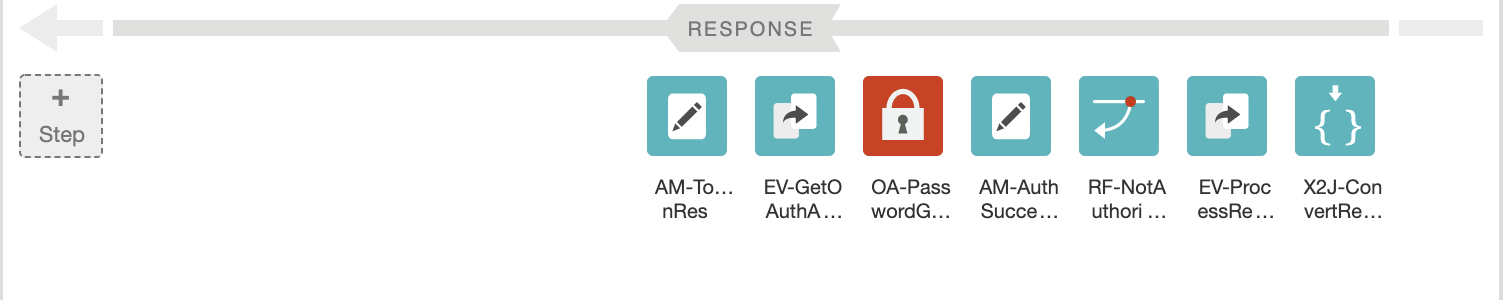 RESPONSE
+
Step
AM-To...
nRes
EV-GetO
AuthA ...
OA-Pass
wordG...
AM-Auth
Succe ...
RF-NotA
uthori ...
EV-Proc
essRe ...
X2J-Con
vertRe...
{ }